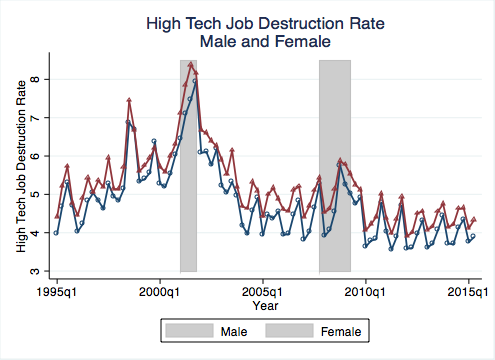 High Tech Job Destruction Rate
Male and Female
High Tech Job Destruction Rate
8
7
6
5
4
3
1995q1 2000q1 2005q1 2010q1 2015q1
Year
Male Female